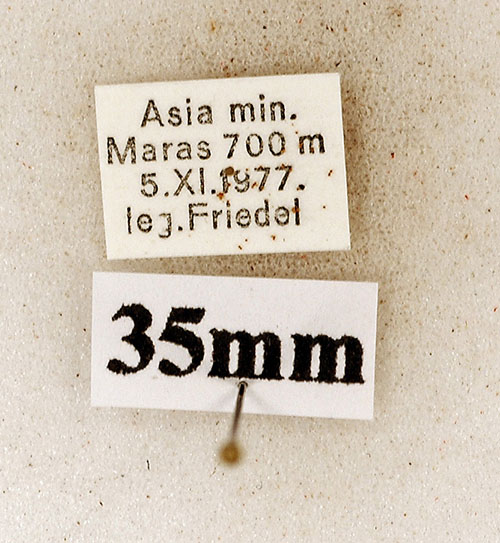 Asia min.
Maras 700 m
5.XI.1977.
leg.Friedel
35mm